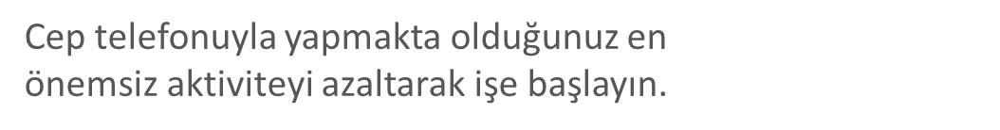 Cep telefonuyla yapmakta olduğunuz en
önemsiz aktiviteyi azaltarak işe başlayın.